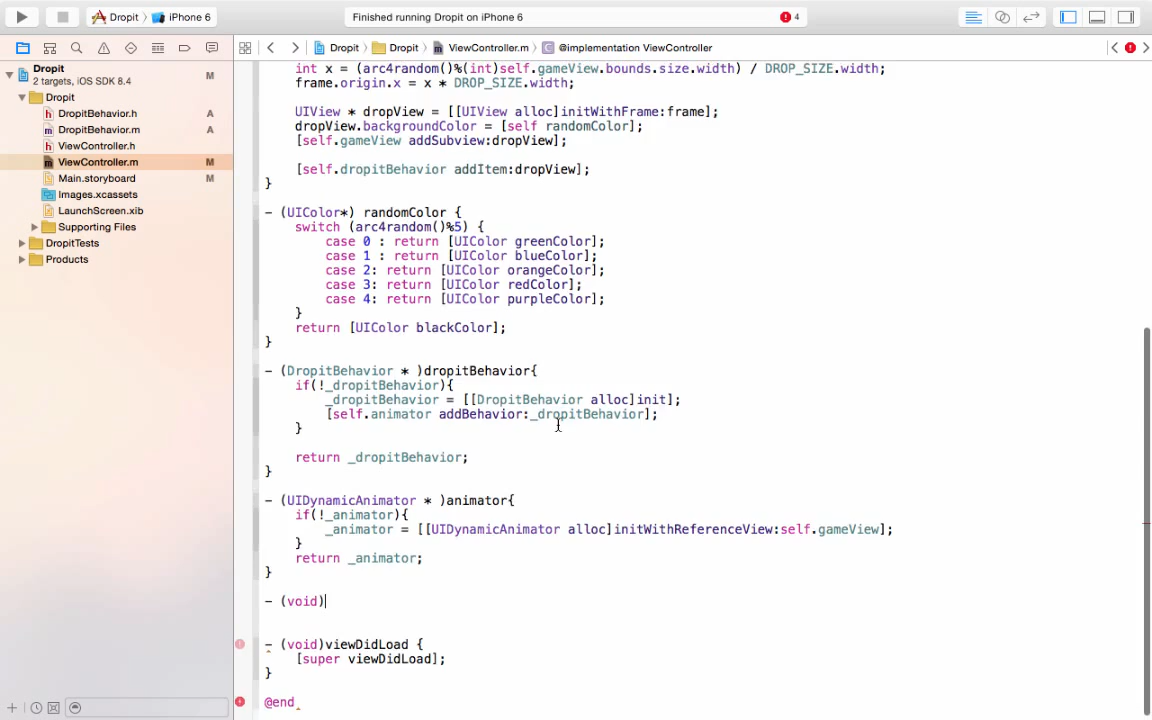 Dropit iPhone 6 Finished running Dropit on iPhone 6 4
Dropit Dropit ViewController.m @implementation ViewController
Dropit M
2 targets, iOS SDK 8.4
Dropit
DropitBehavior.h A
DropitBehavior.m A
ViewController.h
ViewController.m M
Main.storyboard M
Images.xcassets
LaunchScreen.xib
Supporting Files
DropitTests
Products
int x = (arc4random()%(int)self.gameView.bounds.size.width) / DROP_SIZE.width;
frame.origin.x = x * DROP_SIZE.width;
UIView * dropView = [[UIView alloc]initWithFrame:frame];
dropView.backgroundColor = [self randomColor];
[self.gameView addSubview:dropView];
[self.dropitBehavior addItem:dropView];
}
- (UIColor*) randomColor {
switch (arc4random()%5) {
case 0 : return [UIColor greenColor];
case 1 : return [UIColor blueColor];
case 2: return [UIColor orangeColor];
case 3: return [UIColor redColor];
case 4: return [UIColor purpleColor];
}
return [UIColor blackColor];
}
- (DropitBehavior * )dropitBehavior{
if(!_dropitBehavior){
_dropitBehavior = [[DropitBehavior alloc]init];
[self.animator addBehavior:_dropitBehavior];
}
return _dropitBehavior;
}
- (UIDynamicAnimator * )animator{
if(!_animator){
_animator = [[UIDynamicAnimator alloc]initWithReferenceView:self.gameView];
}
return _animator;
}
- (void)
- (void)viewDidLoad {
[super viewDidLoad];
}
@end